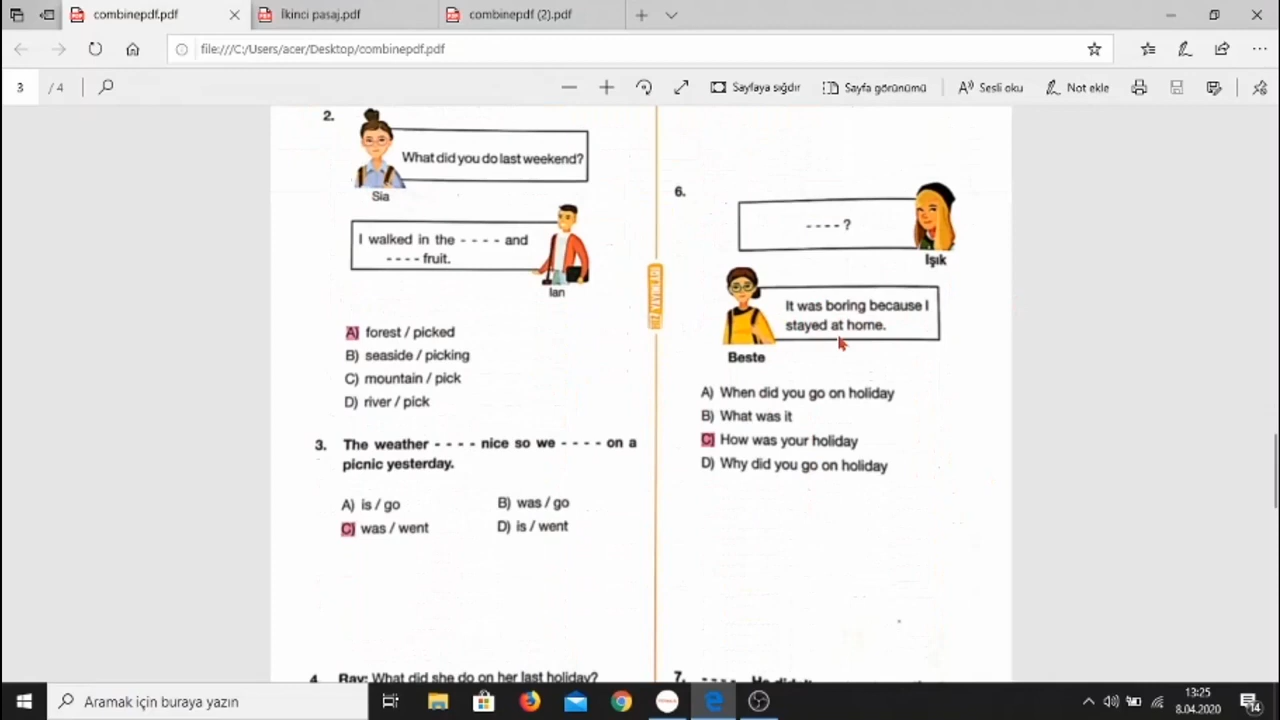 combinepdf.pdf
İkinci pasaj.pdf
combinepdf (2).pdf
file:///C:/Users/acer/Desktop/combinepdf.pdf
3 / 4
Sayfaya sığdır
Sayfa görünümü
Sesli oku
Not ekle
2.
What did you do last weekend?
Sia
I walked in the - - - - and
- - - - fruit.
Ian
A) forest / picked
B) seaside / picking
C) mountain / pick
D) river / pick
3. The weather - - - - nice so we - - - - on a
picnic yesterday.
A) is / go
B) was / go
C) was / went
D) is / went
4. Ray: What did she do on her last holiday?
6.
- - - - ?
Işık
It was boring because I
stayed at home.
Beste
A) When did you go on holiday
B) What was it
C) How was your holiday
D) Why did you go on holiday
7. - - - -
Aramak için buraya yazın
13:25
8.04.2020
14